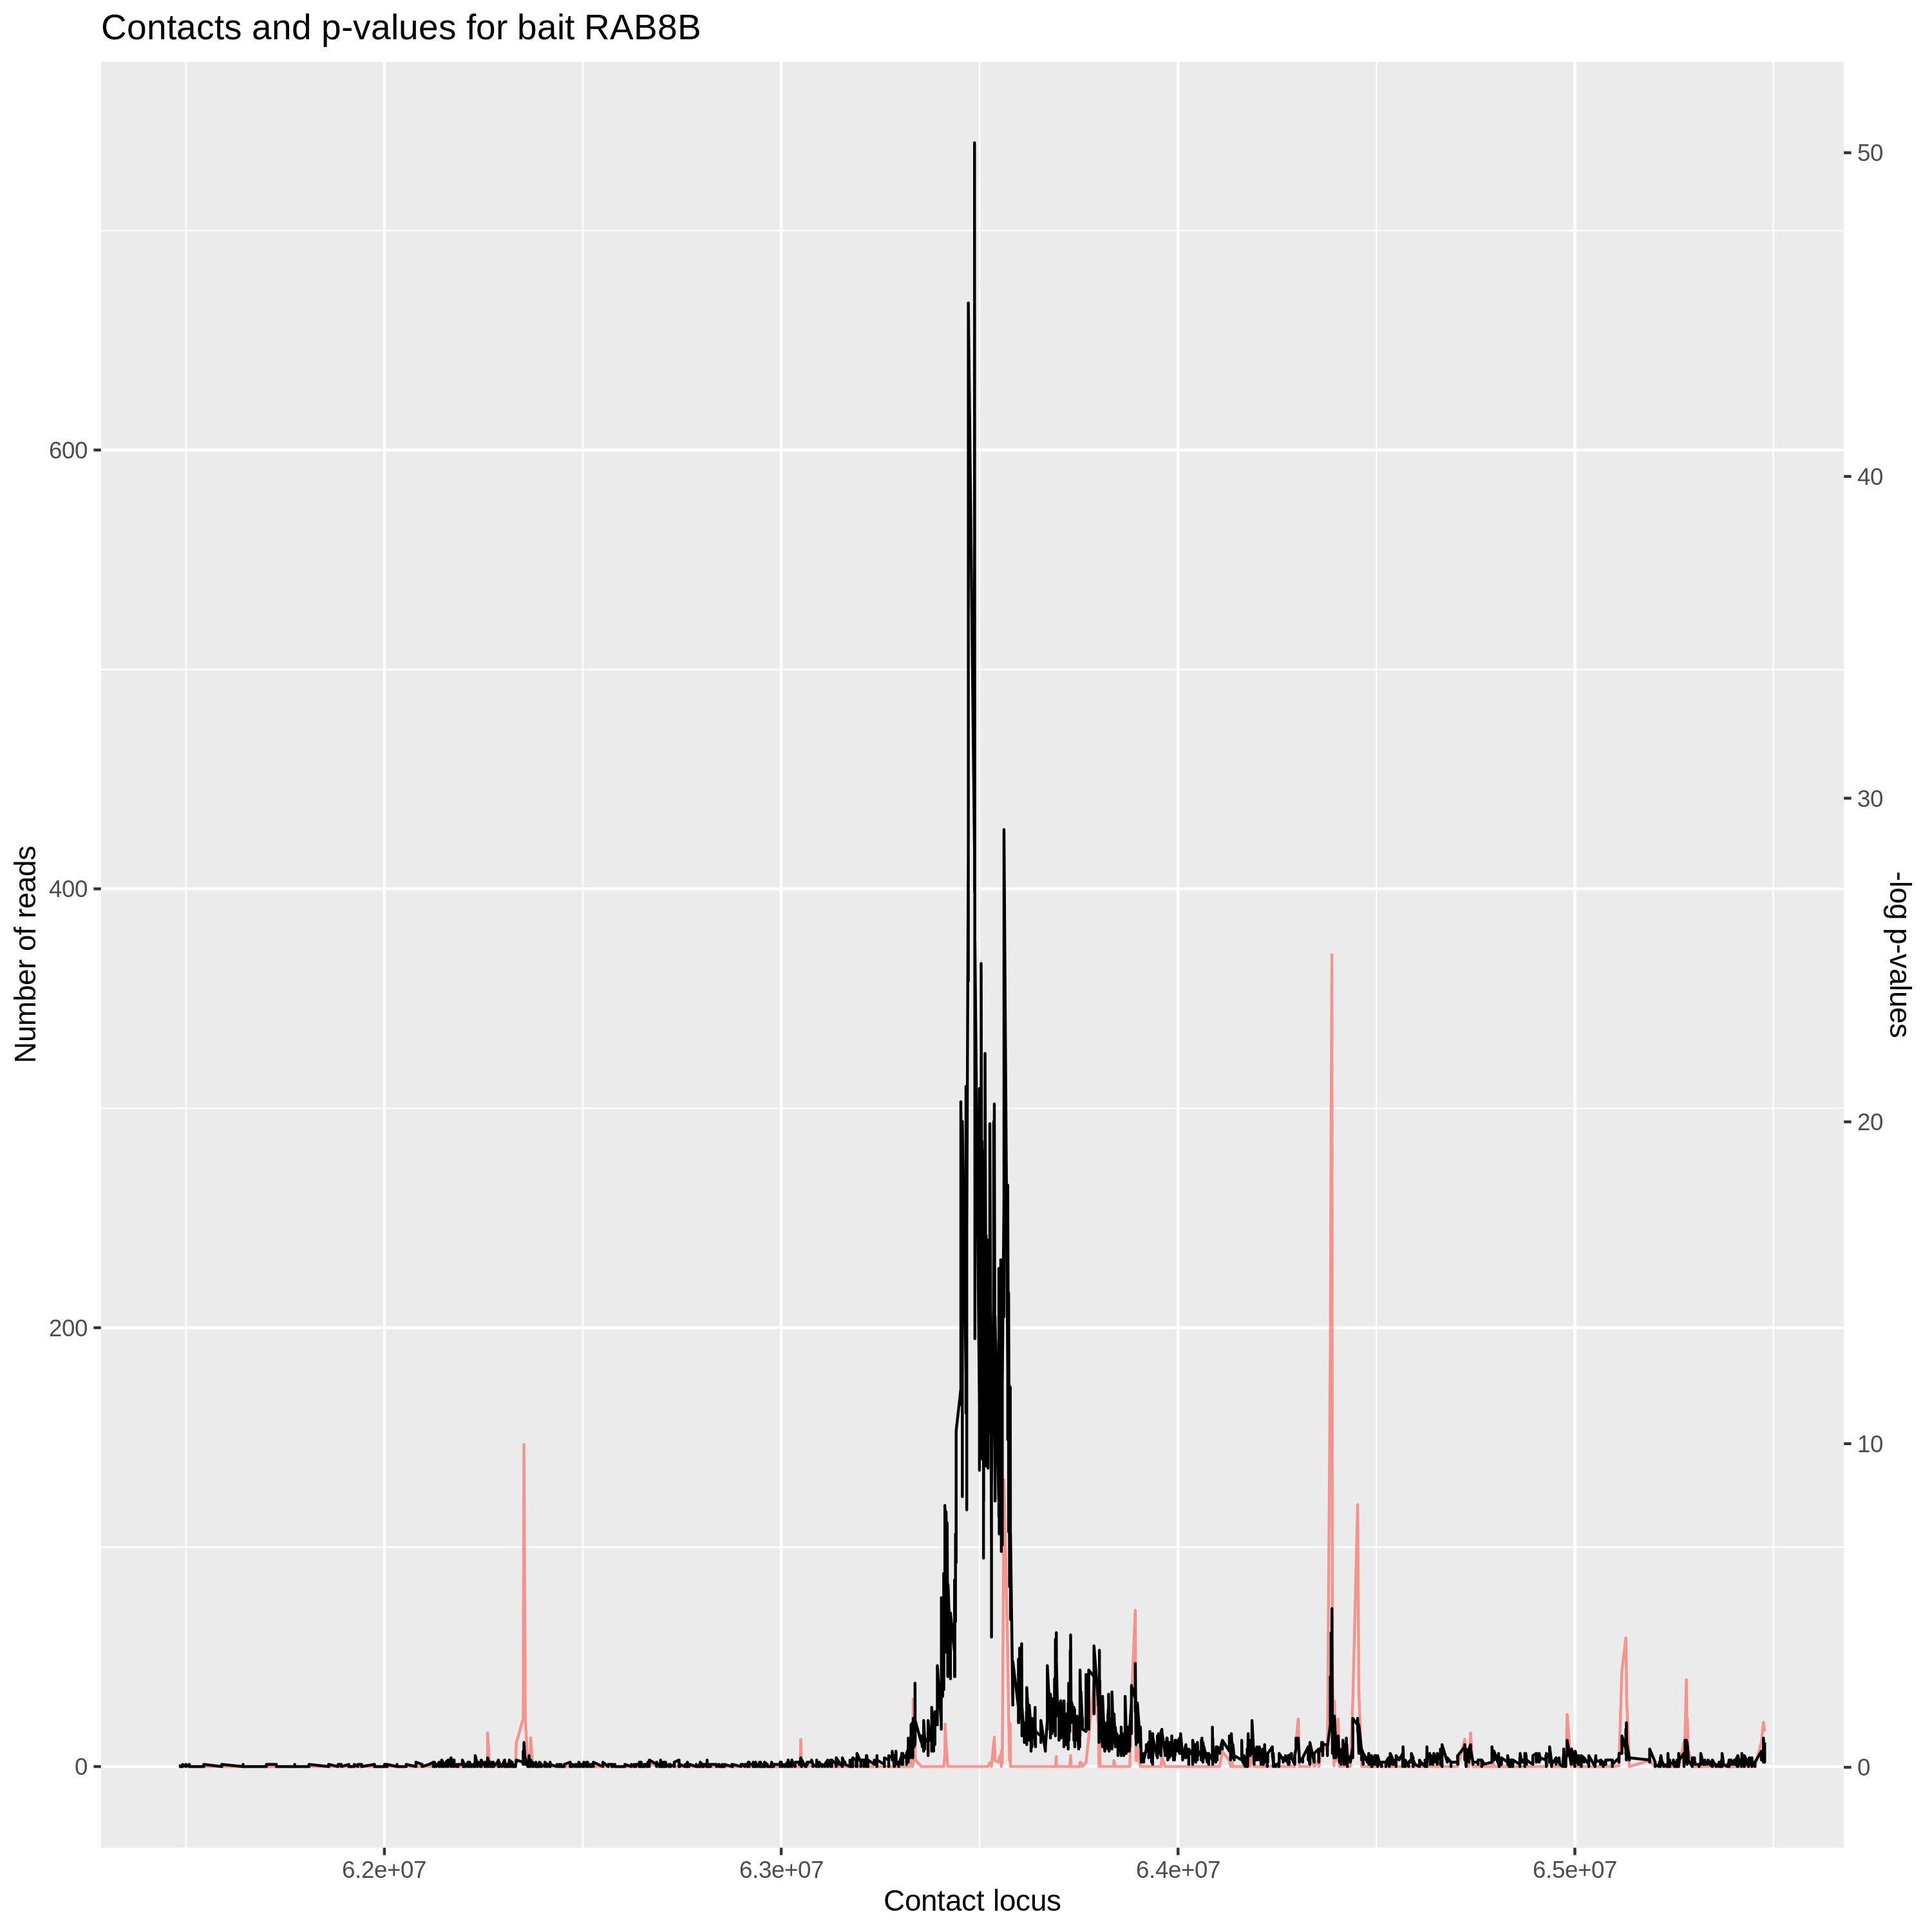 Contacts and p-values for bait RAB8B
Number of reads
600
400
200
0
50
40
30
20
10
0
-log p-values
6.2e+07 6.3e+07 6.4e+07 6.5e+07
Contact locus